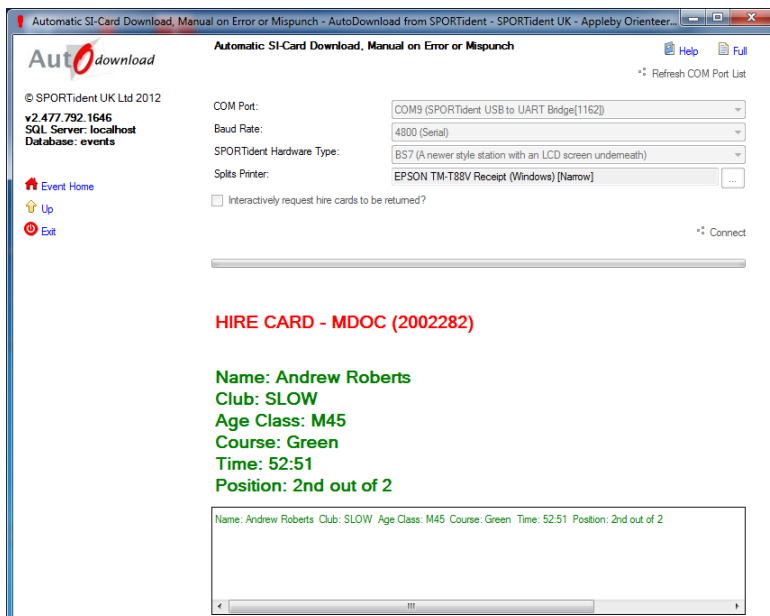 Automatic SI-Card Download, Manual on Error or Mispunch - AutoDownload from SPORTident - SPORTident UK - Appleby Orienteer...
AutOdownload
© SPORTident UK Ltd 2012
v2.477.792.1646
SQL Server: localhost
Database: events
Event Home
Up
Exit
Automatic SI-Card Download, Manual on Error or Mispunch
Help
Full
Refresh COM Port List
COM Port:
COM9 (SPORTident USB to UART Bridge[1162])
Baud Rate:
4800 (Serial)
SPORTident Hardware Type:
BS7 (A newer style station with an LCD screen underneath)
Splits Printer:
EPSON TM-T88V Receipt (Windows) [Narrow]
...
Interactively request hire cards to be returned?
Connect
HIRE CARD - MDOC (2002282)
Name: Andrew Roberts
Club: SLOW
Age Class: M45
Course: Green
Time: 52:51
Position: 2nd out of 2
Name: Andrew Roberts Club: SLOW Age Class: M45 Course: Green Time: 52:51 Position: 2nd out of 2